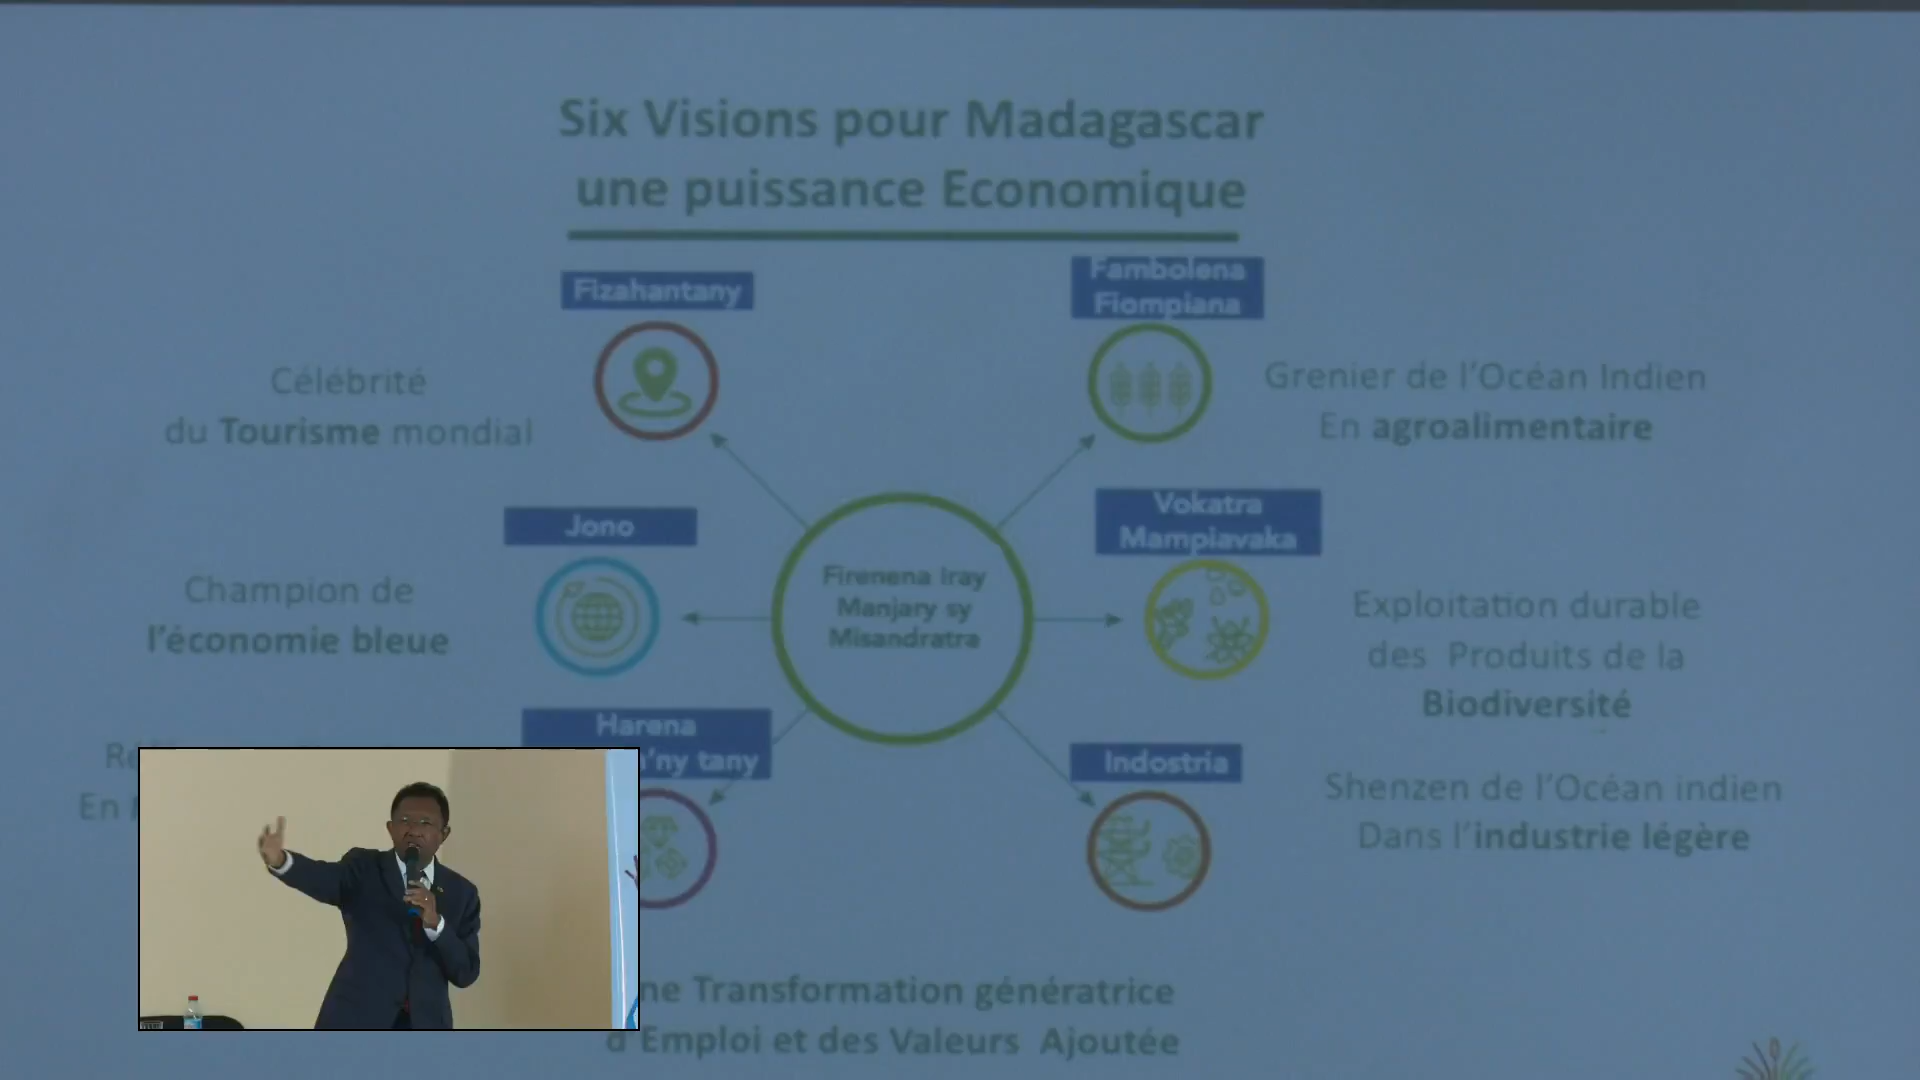 Six Visions pour Madagascar
une puissance Economique
Fizahantany
Célébrité
du Tourisme mondial
Fambolena
Fiompiana
Grenier de l'Océan Indien
En agroalimentaire
Jono
Champion de
l'économie bleue
Firenena Iray
Manjary sy
Misandratra
Vokatra
Mampiavaka
Exploitation durable
des Produits de la
Biodiversité
Harena
'ny tany
En
Indostria
Shenzen de l'Océan indien
Dans l'industrie légère
ne Transformation génératrice
d'Emploi et des Valeurs Ajoutée